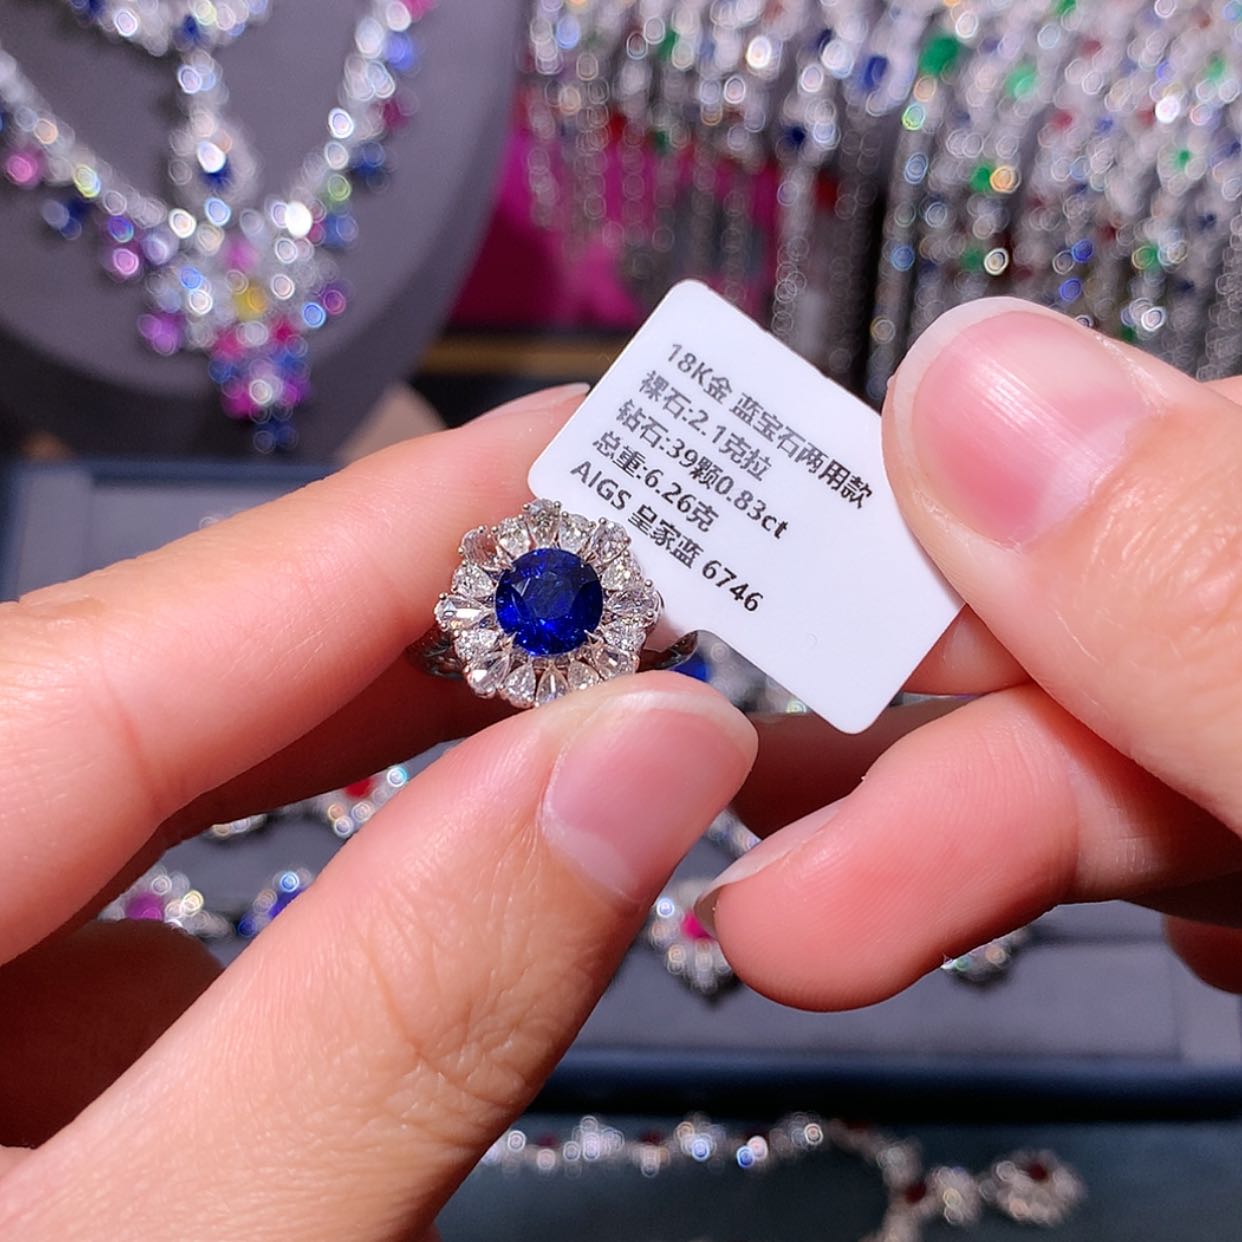 18K金 蓝宝石两用款
裸石:2.1克拉
钻石:39颗0.83ct
总重:6.26克
AIGS 皇家蓝 6746